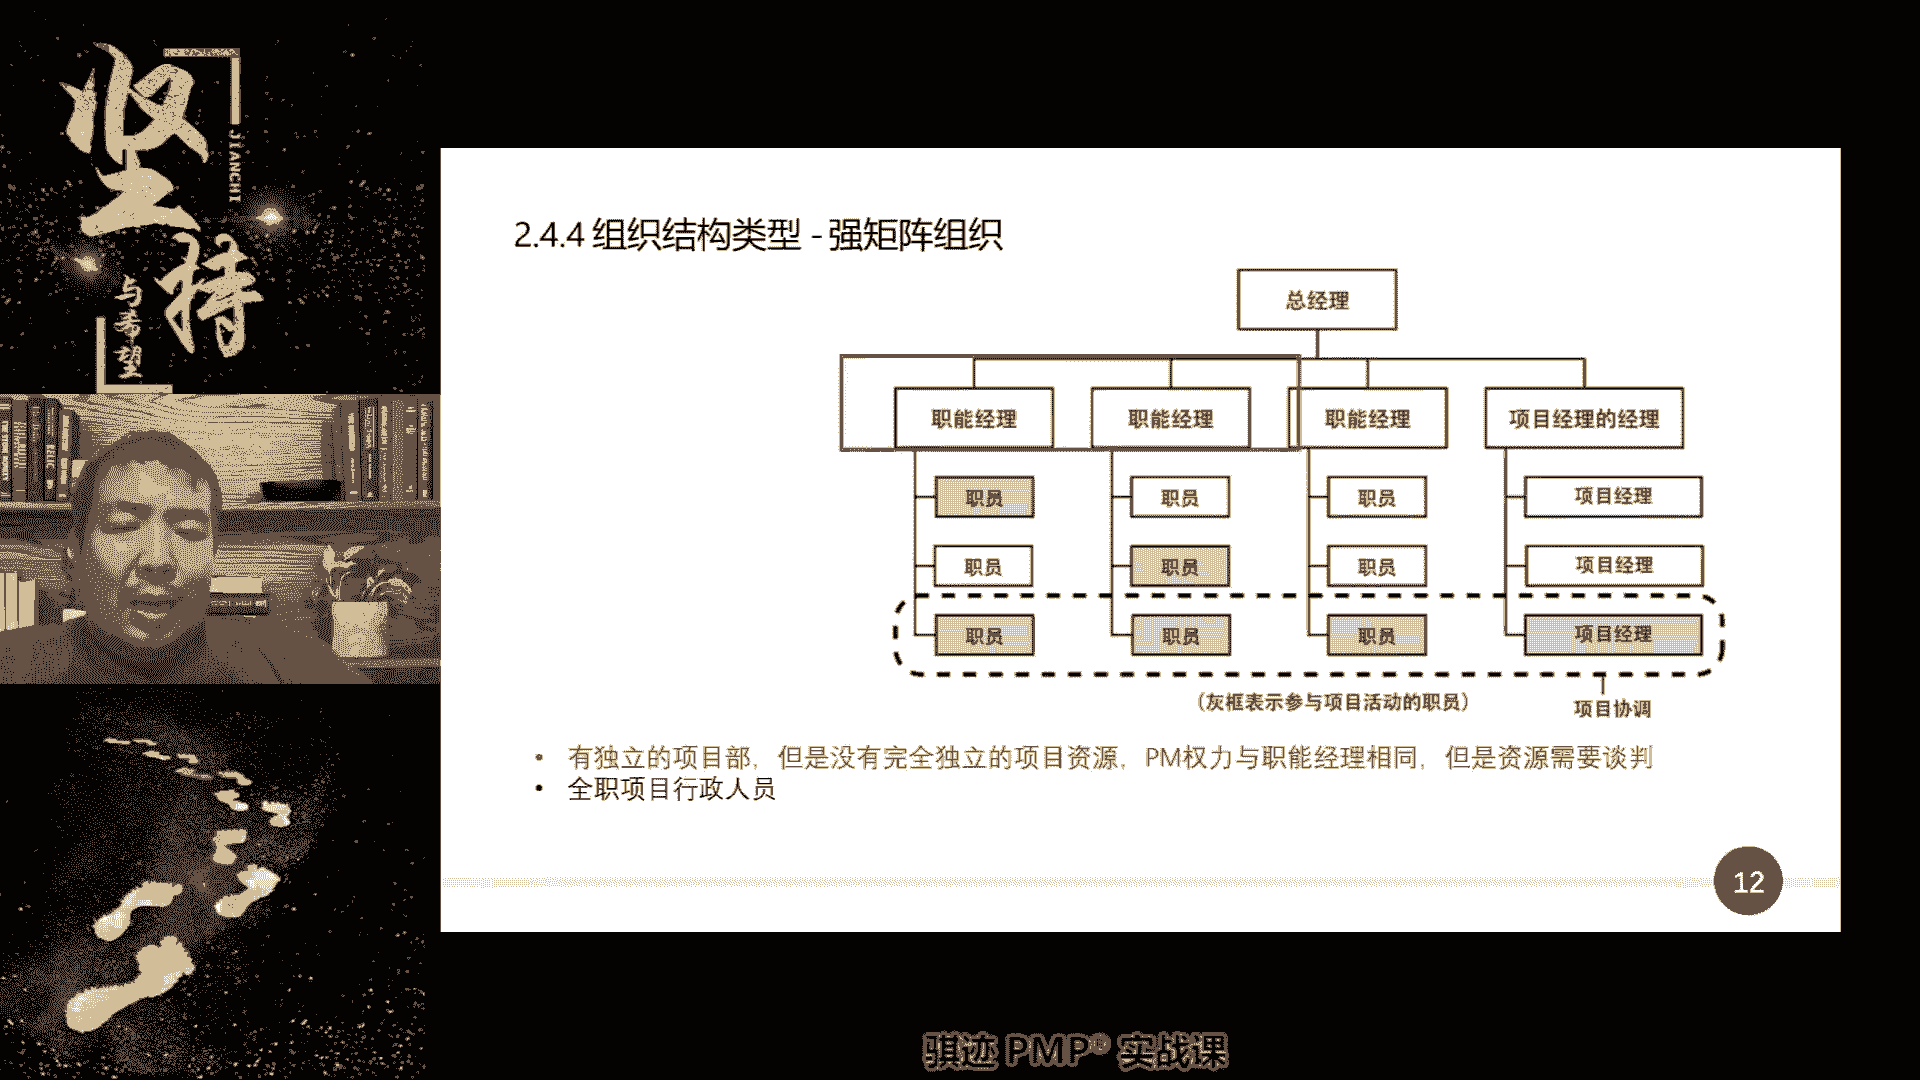 坚持
JIANCHI
与希望
2.4.4 组织结构类型 - 强矩阵组织
总经理
职能经理 职能经理 职能经理 项目经理的经理
职员 职员 职员 项目经理
职员 职员 职员 项目经理
职员 职员 职员 项目经理
(灰框表示参与项目活动的职员)
项目协调
• 有独立的项目部，但是没有完全独立的项目资源，PM权力与职能经理相同，但是资源需要谈判
• 全职项目行政人员
12
骐迹 PMP® 实战课